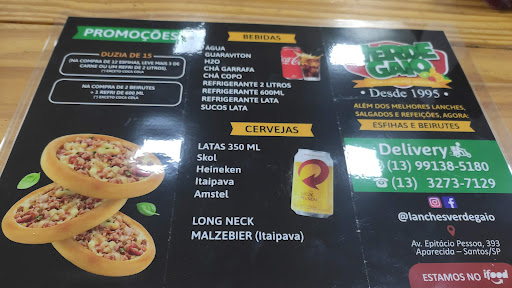 PROMOÇÕES
DUZIA DE 15
(NA COMPRA DE 12 ESFIHAS, LEVE MAIS 3 DE
CARNE OU UM REFRI DE 2 LITROS.)
(*) EXCETO COCA COLA
NA COMPRA DE 2 BEIRUTES
+ 3 REFRI DE 600 ML
(*) EXCETO COCA COLA
BEBIDAS
AGUA
GUARAVITON
H2O
CHÁ GARRAFA
CHÁ COPO
REFRIGERANTE 2 LITROS
REFRIGERANTE 600ML
REFRIGERANTE LATA
SUCOS LATA
CERVEJAS
LATAS 350 ML
Skol
Heineken
Itaipava
Amstel
LONG NECK
MALZEBIER (Itaipava)
VERDE
GAIO
• Desde 1995 •
ALÉM DOS MELHORES LANCHES,
SALGADOS E REFEIÇÕES, AGORA:
ESFIHAS E BEIRUTES
Delivery
(13) 99138-5180
(13) 3273-7129
@lanchesverdegaio
Av. Epitácio Pessoa, 393
Aparecida - Santos/SP
ESTAMOS NO ifood